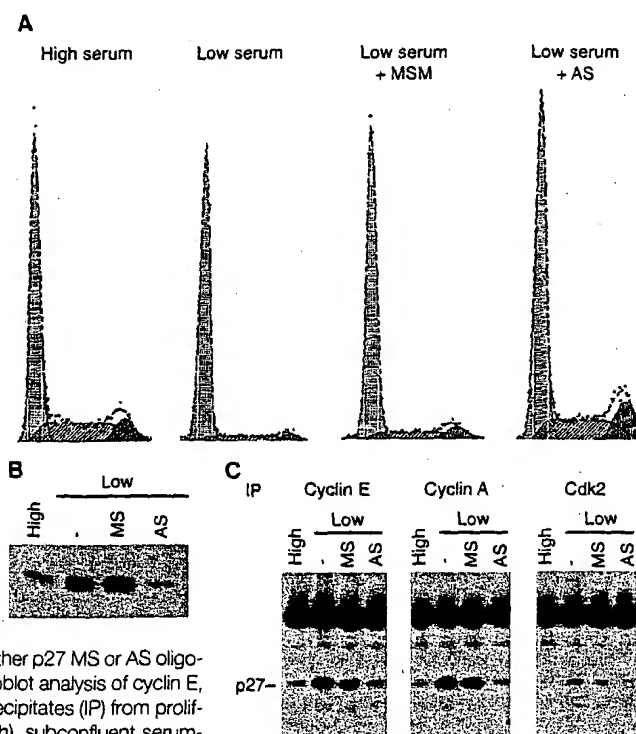 A
High serum
Low serum
Low serum
+ MSM
Low serum
+ AS
B
Low
High
-
MS
AS
C
IP
Cyclin E
Cyclin A
Cdk2
Low
Low
Low
High
-
MS
AS
High
-
MS
AS
High
-
MS
AS
p27–
ther p27 MS or AS oligo-
oblot analysis of cyclin E,
ecipitates (IP) from prolif-
h), subconfluent serum-